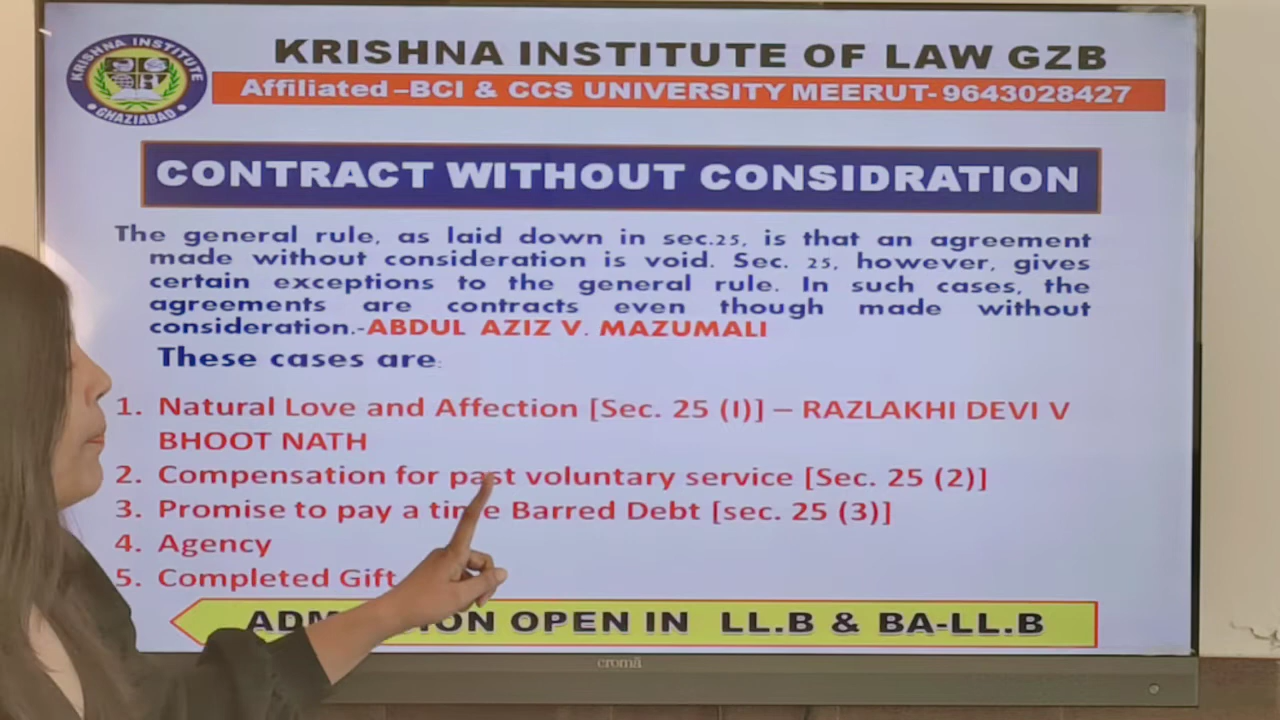 KRISHNA INSTITUTE
GHAZIABAD
KRISHNA INSTITUTE OF LAW GZB
Affiliated –BCI & CCS UNIVERSITY MEERUT- 9643028427
CONTRACT WITHOUT CONSIDRATION
The general rule, as laid down in sec.25, is that an agreement
made without consideration is void. Sec. 25, however, gives
certain exceptions to the general rule. In such cases, the
agreements are contracts even though made without
consideration.-ABDUL AZIZ V. MAZUMALI
These cases are:
1. Natural Love and Affection [Sec. 25 (I)] – RAZLAKHI DEVI V
BHOOT NATH
2. Compensation for past voluntary service [Sec. 25 (2)]
3. Promise to pay a time Barred Debt [sec. 25 (3)]
4. Agency
5. Completed Gift
ADMISSION OPEN IN LL.B & BA-LL.B
cromā